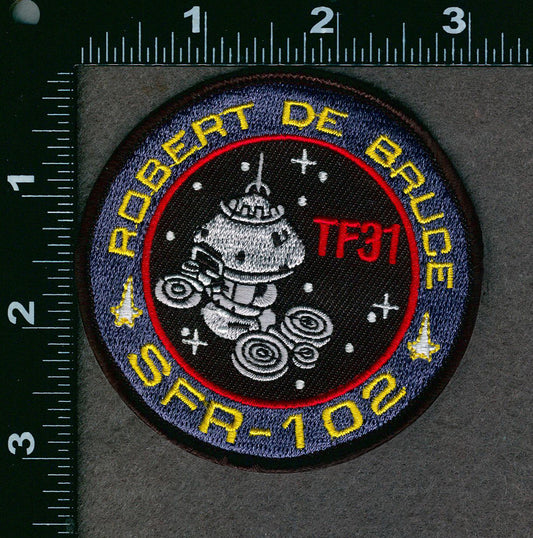 1 2 3
1
2
3
ROBERT DE BRUCE
TF31
SFR-102